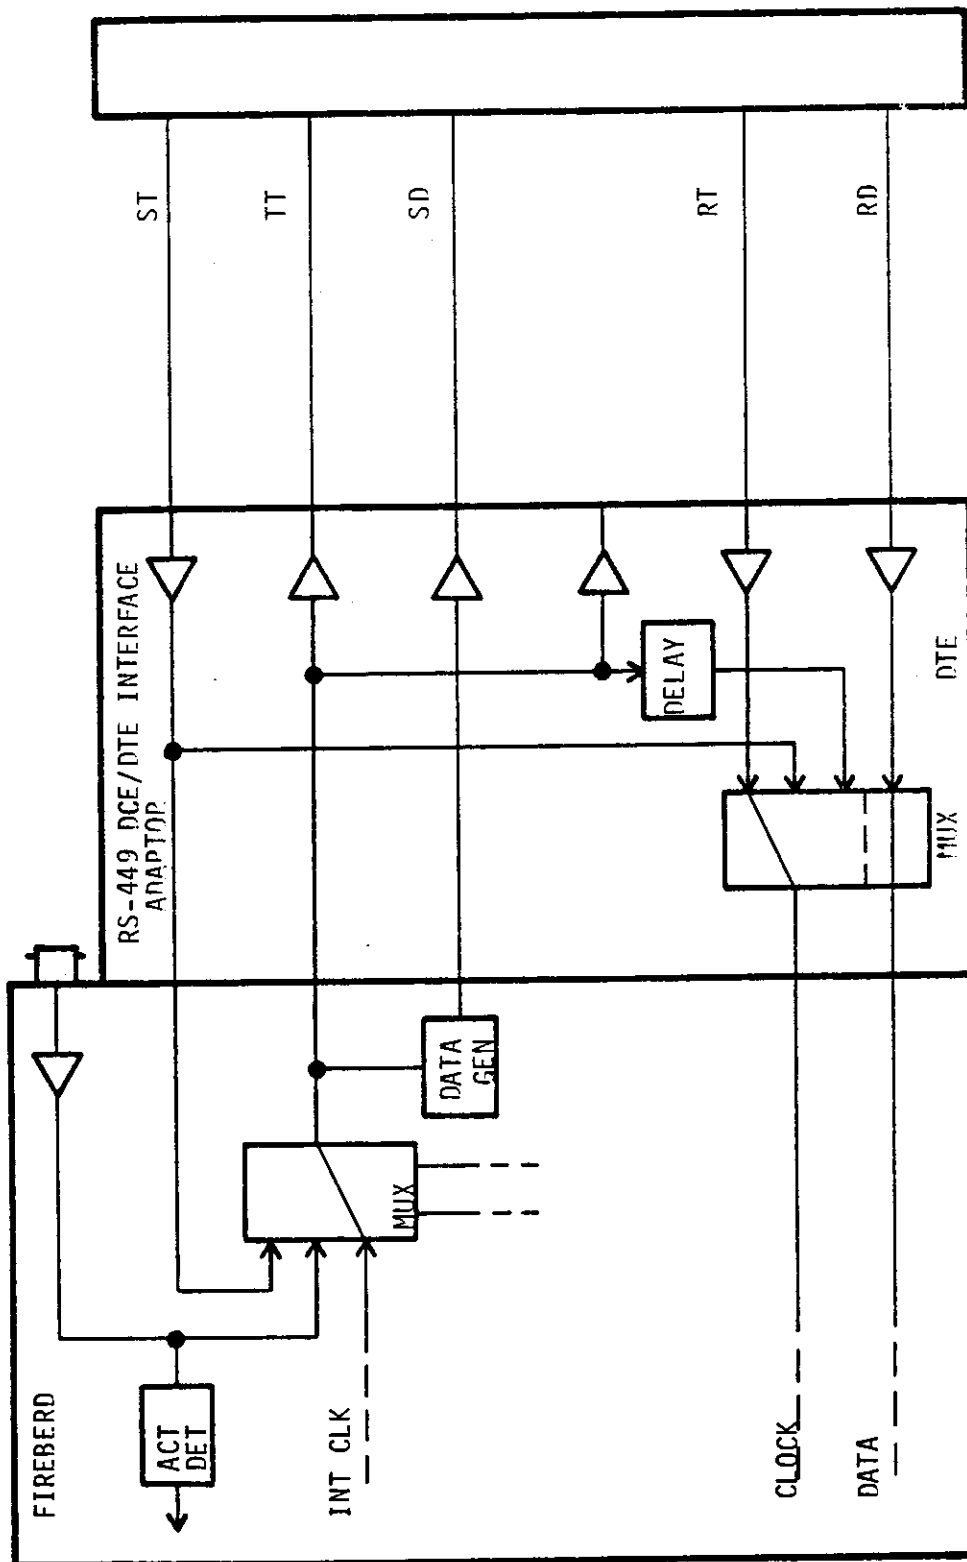 FIREBERD
ACT
DET
INT CLK
MUX
DATA
GEN
CLOCK
DATA
RS-449 DCE/DTE INTERFACE
ADAPTOR
DELAY
MUX
DTE
ST
TT
SD
RT
RD